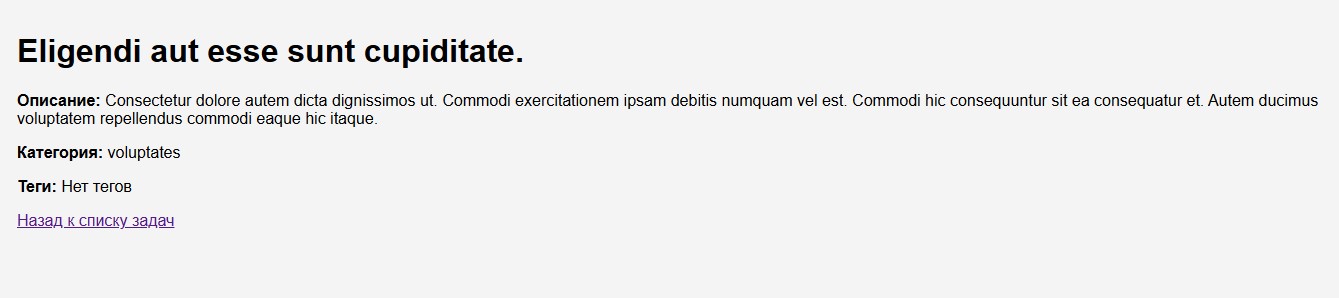 Eligendi aut esse sunt cupiditate.
Описание: Consectetur dolore autem dicta dignissimos ut. Commodi exercitationem ipsam debitis numquam vel est. Commodi hic consequuntur sit ea consequatur et. Autem ducimus
voluptatem repellendus commodi eaque hic itaque.
Категория: voluptates
Теги: Нет тегов
Назад к списку задач